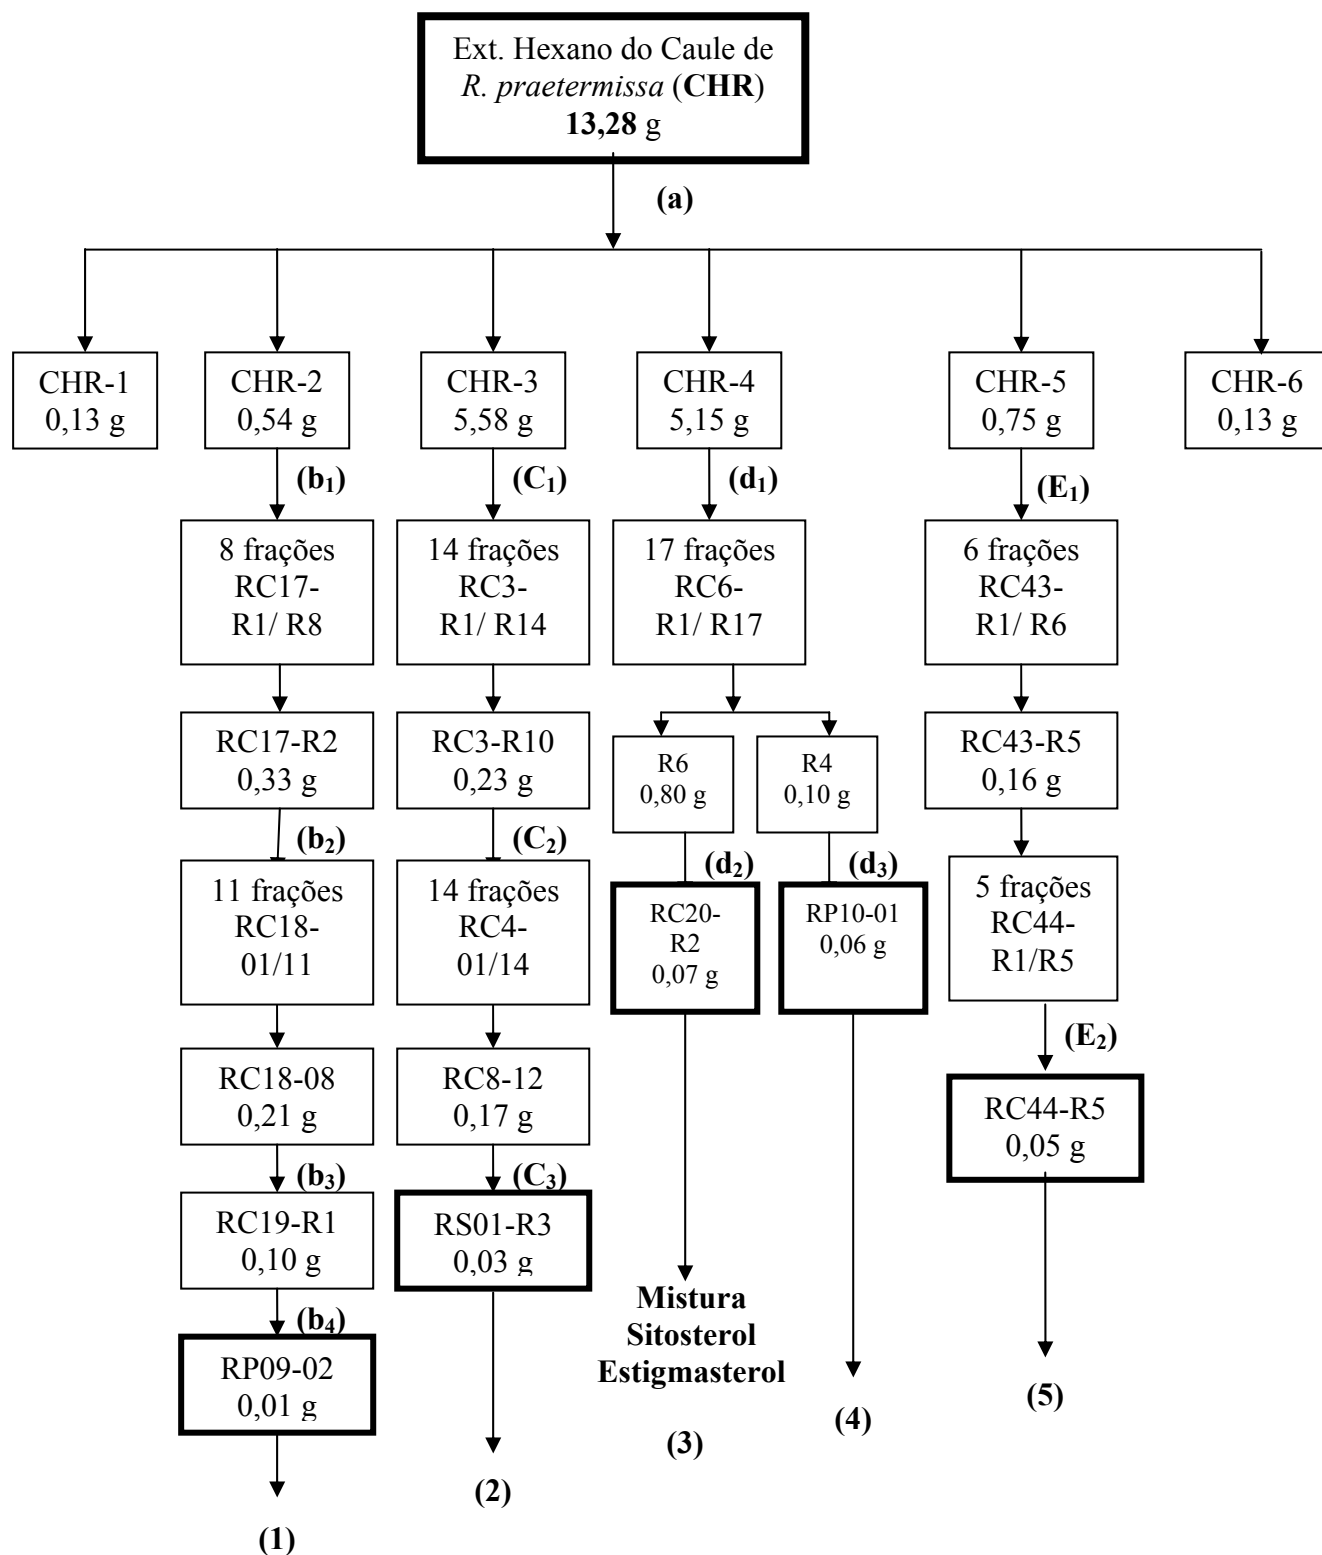 Ext. Hexano do Caule de
R. praetermissa (CHR)
13,28 g
(a)
CHR-1
0,13 g
CHR-2
0,54 g
CHR-3
5,58 g
CHR-4
5,15 g
CHR-5
0,75 g
CHR-6
0,13 g
(b1)
(C1)
(d1)
(E1)
8 frações
RC17-
R1/ R8
14 frações
RC3-
R1/ R14
17 frações
RC6-
R1/ R17
6 frações
RC43-
R1/ R6
RC17-R2
0,33 g
RC3-R10
0,23 g
R6
0,80 g
R4
0,10 g
RC43-R5
0,16 g
(b2)
(C2)
(d2)
(d3)
11 frações
RC18-
01/11
14 frações
RC4-
01/14
RC20-
R2
0,07 g
RP10-01
0,06 g
5 frações
RC44-
R1/R5
(E2)
RC18-08
0,21 g
RC8-12
0,17 g
RC44-R5
0,05 g
(b3)
(C3)
RC19-R1
0,10 g
RS01-R3
0,03 g
Mistura
Sitosterol
Estigmasterol
(b4)
RP09-02
0,01 g
(5)
(4)
(3)
(2)
(1)